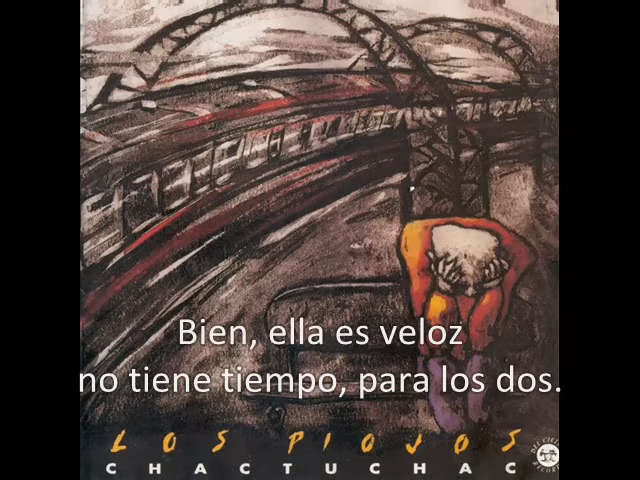 Bien, ella es veloz
no tiene tiempo, para los dos.
LOS PIOJOS
CHACTUCHAC